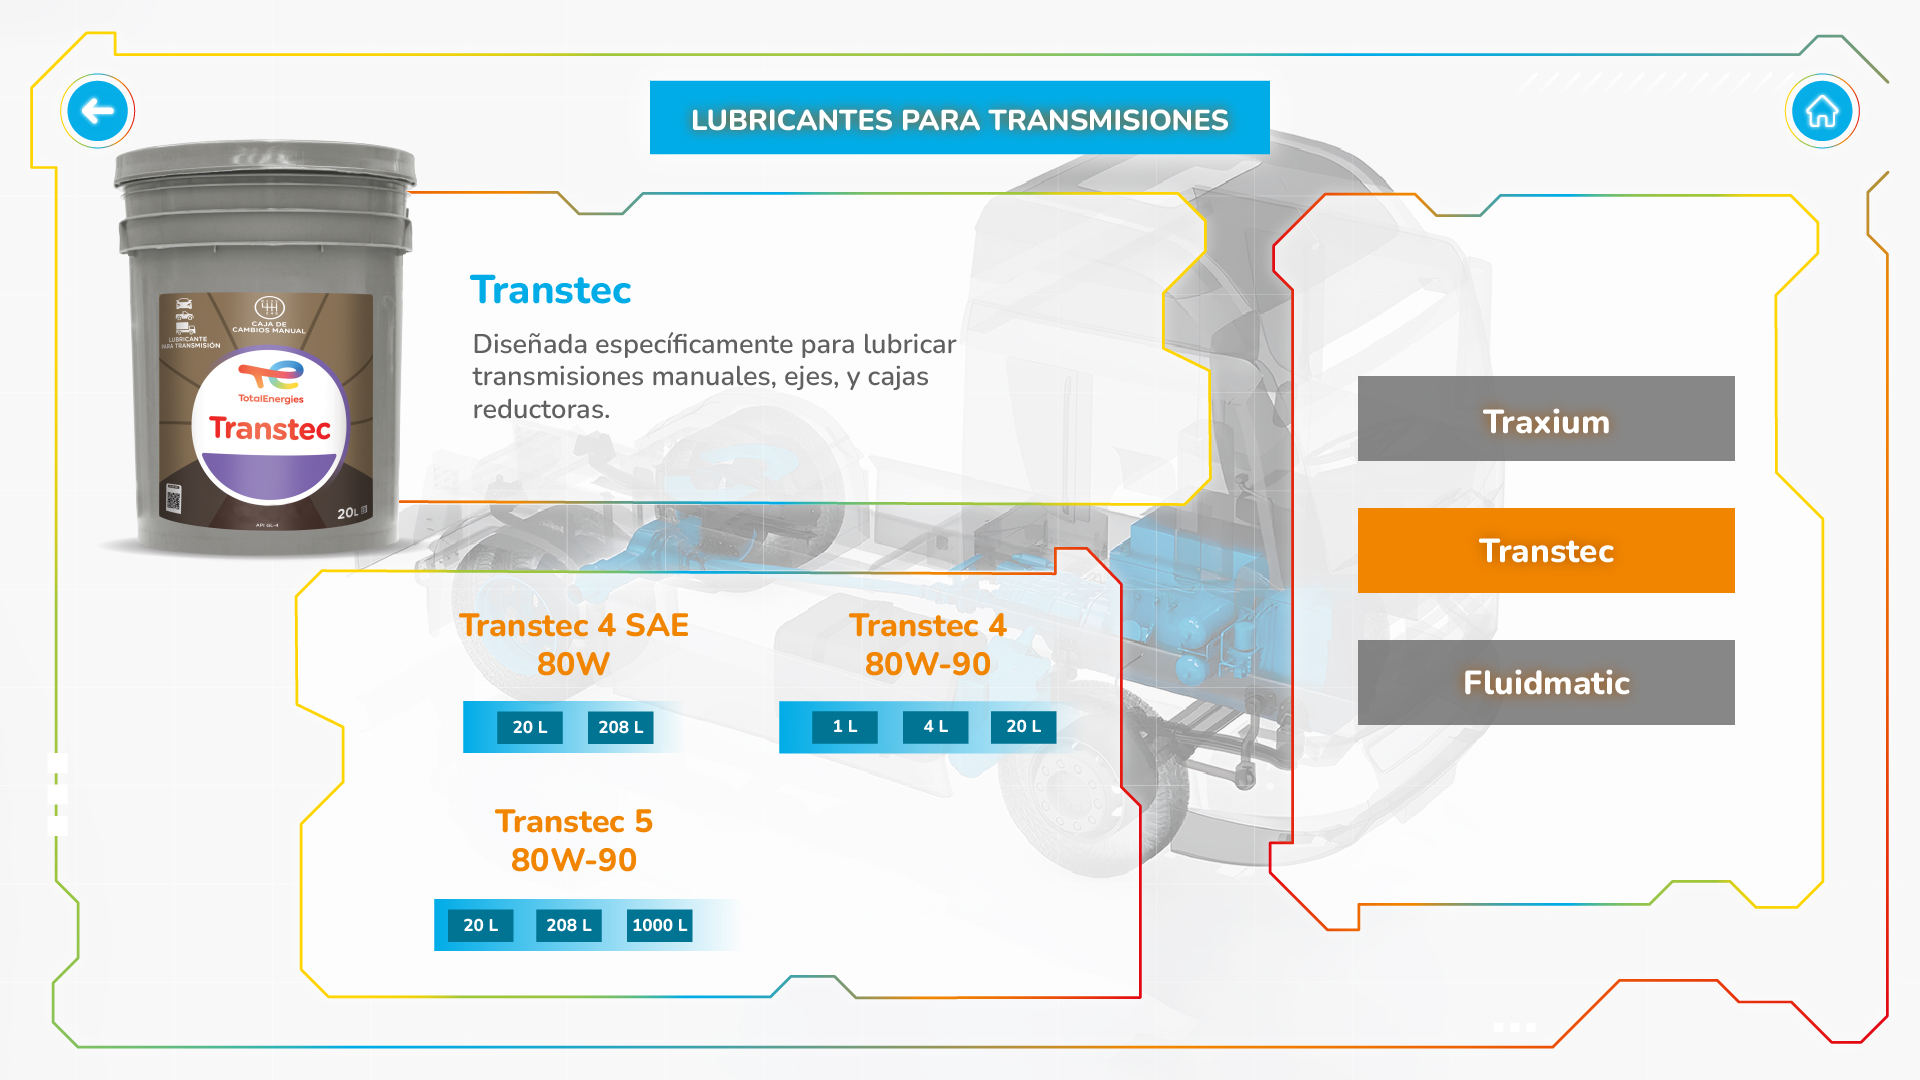 LUBRICANTES PARA TRANSMISIONES
CAJA DE
CAMBIOS MANUAL
LUBRICANTE
PARA TRANSMISIÓN
TotalEnergies
Transtec
20L
API GL-4
Transtec
Diseñada específicamente para lubricar
transmisiones manuales, ejes, y cajas
reductoras.
Transtec 4 SAE
80W
20 L 208 L
Transtec 4
80W-90
1 L 4 L 20 L
Transtec 5
80W-90
20 L 208 L 1000 L
Traxium
Transtec
Fluidmatic